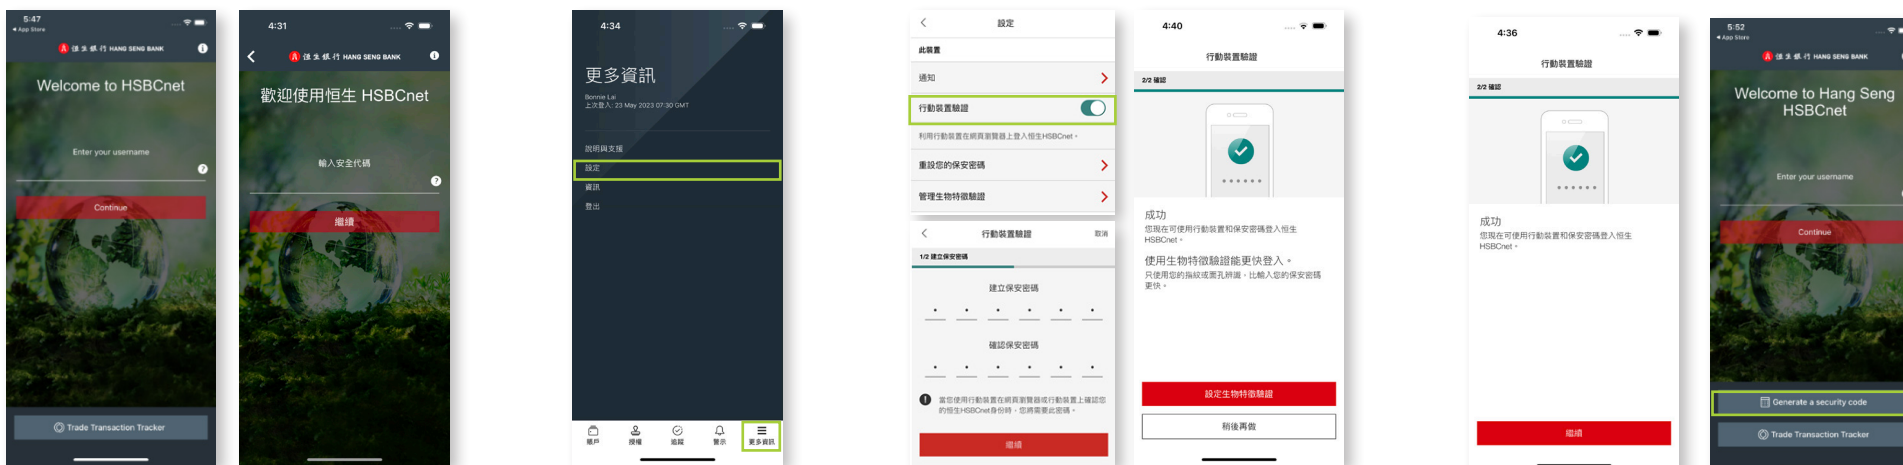 5:47
App Store
恒生銀行 HANG SENG BANK
Welcome to HSBCnet
Enter your username
Continue
Trade Transaction Tracker
4:31
恒生銀行 HANG SENG BANK
歡迎使用恒生 HSBCnet
輸入安全代碼
繼續
4:34
更多資訊
Bonnie Lai
上次登入: 23 May 2023 07:30 GMT
說明與支援
設定
資訊
登出
賬戶
授權
追蹤
警示
更多資訊
設定
此裝置
通知
行動裝置驗證
利用行動裝置在網頁瀏覽器上登入恒生HSBCnet。
重設您的保安密碼
管理生物特徵驗證
行動裝置驗證
取消
1/2 建立保安密碼
建立保安密碼
確認保安密碼
當您使用行動裝置在網頁瀏覽器或行動裝置上確認您
的恒生HSBCnet身份時，您將需要此密碼。
繼續
4:40
行動裝置驗證
2/2 確認
成功
您現在可使用行動裝置和保安密碼登入恒生
HSBCnet。
使用生物特徵驗證能更快登入。
只使用您的指紋或面孔辨識，比輸入您的保安密碼
更快。
設定生物特徵驗證
稍後再做
4:36
行動裝置驗證
2/2 確認
成功
您現在可使用行動裝置和保安密碼登入恒生
HSBCnet。
繼續
5:52
App Store
恒生銀行 HANG SENG BANK
Welcome to Hang Seng
HSBCnet
Enter your username
Continue
Generate a security code
Trade Transaction Tracker